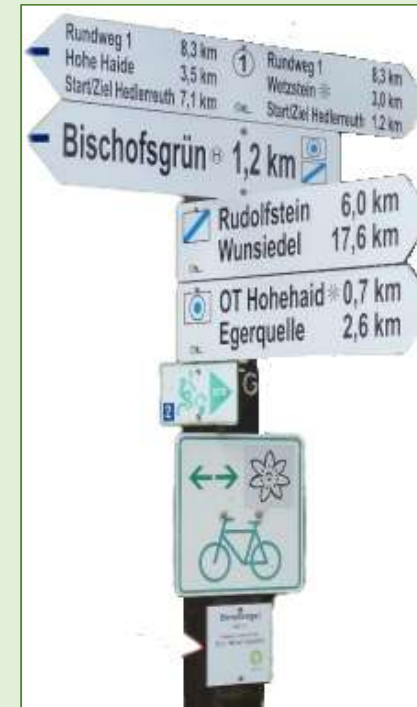 Rundweg 1 8,3 km
Hohe Haide 3,5 km
Start/Ziel Hedlerreuth 7,1 km
1
Rundweg 1 8,3 km
Wetzstein 3,0 km
Start/Ziel Hedlerreuth 1,2 km
Bischofsgrün H 1,2 km
Rudolfstein 6,0 km
Wunsiedel 17,6 km
OT Hohehaid 0,7 km
Egerquelle 2,6 km
2
G